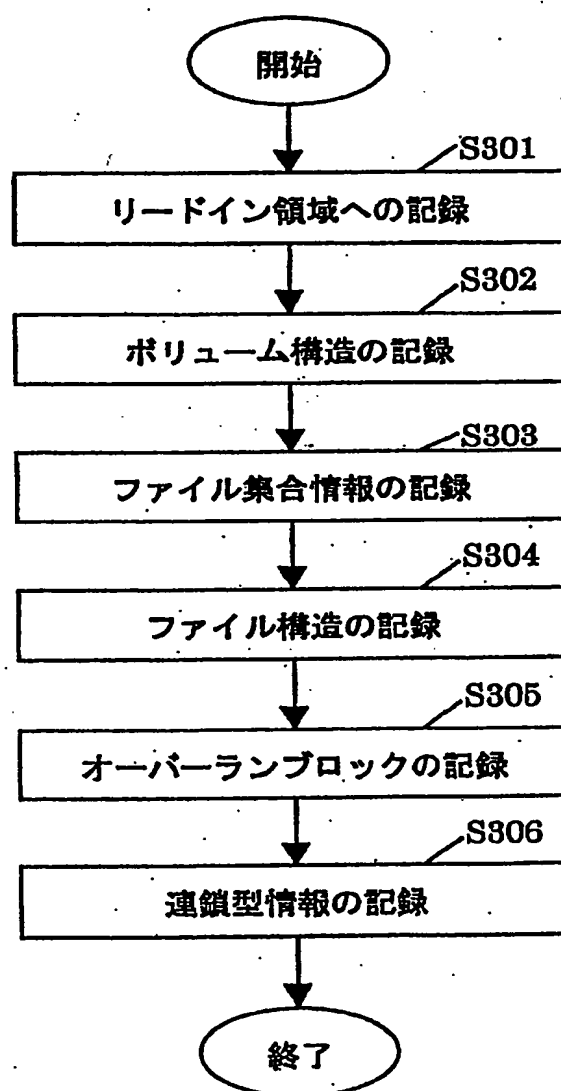 開始
S301
リードイン領域への記録
S302
ボリューム構造の記録
S303
ファイル集合情報の記録
S304
ファイル構造の記録
S305
オーバーランブロックの記録
S306
連鎖型情報の記録
終了